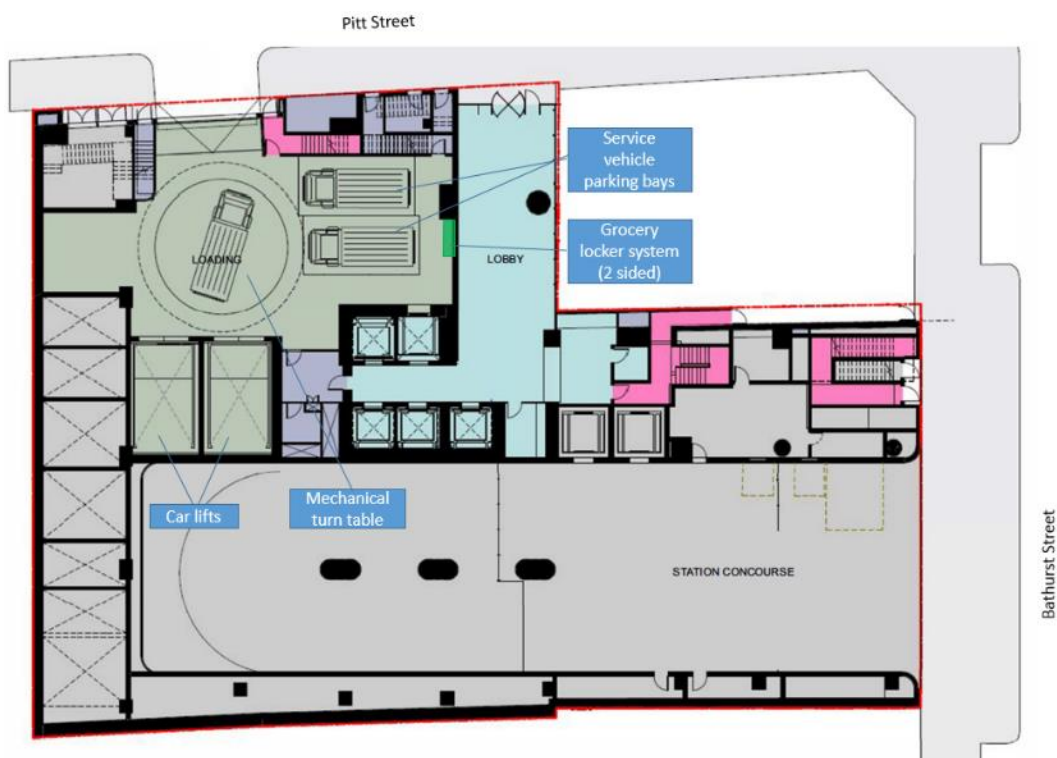 Pitt Street
Service
vehicle
parking bays
Grocery
locker system
(2 sided)
LOADING
LOBBY
Car lifts
Mechanical
turn table
STATION CONCOURSE
Bathurst Street